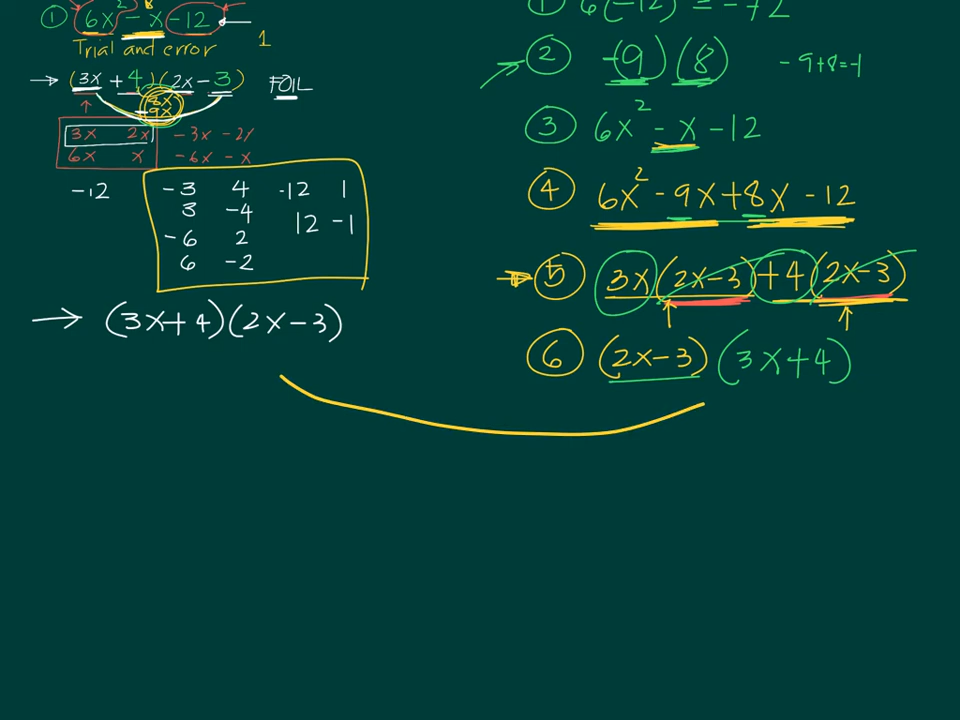 ① 6x² - x - 12
Trial and error
1
→ (3x + 4)(2x - 3) FOIL
8x
-9x
3x 2x -3x -2x
6x x -6x -x
-12
-3 4 -12 1
3 -4 12 -1
-6 2
6 -2
→ (3x + 4)(2x - 3)
① 6(-12) = -72
② (-9)(8) -9+8=-1
③ 6x² - x - 12
④ 6x² - 9x + 8x - 12
⑤ 3x(2x-3) + 4(2x-3)
⑥ (2x-3)(3x+4)